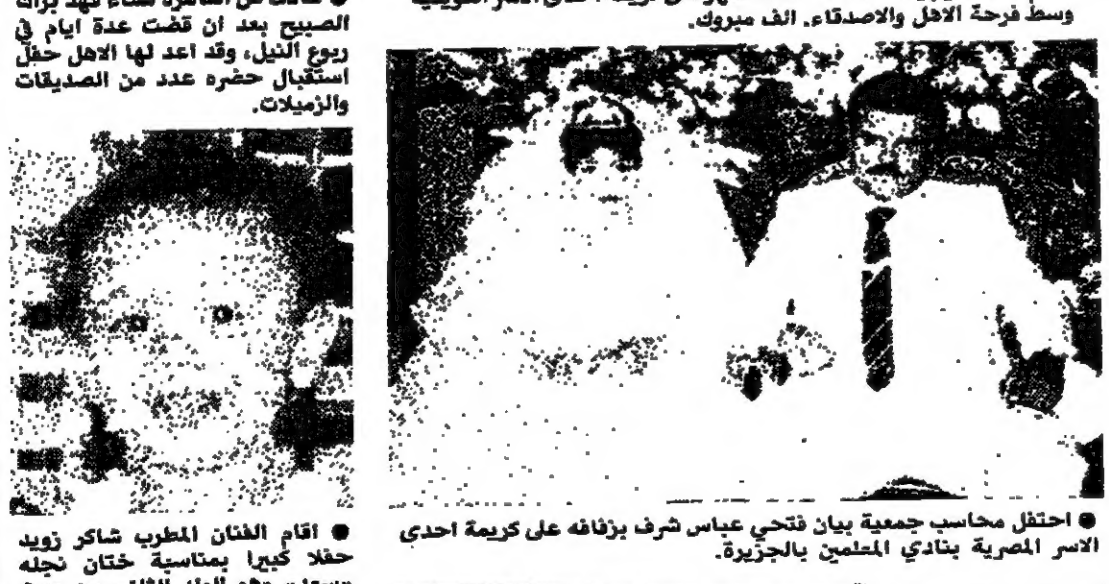 وسط فرحة الاهل والاصدقاء. الف مبروك.
● احتفل محاسب جمعية بيان فتحي عباس شرف بزفافه على كريمة احدى
الاسر المصرية بنادي المعلمين بالجزيرة.
الصبيح بعد ان قضت عدة ايام في
ربوع النيل، وقد اعد لها الاهل حفل
استقبال حضره عدد من الصديقات
والزميلات.
● اقام الفنان المطرب شاكر زويد
حفلا كبيرا بمناسبة ختان نجله